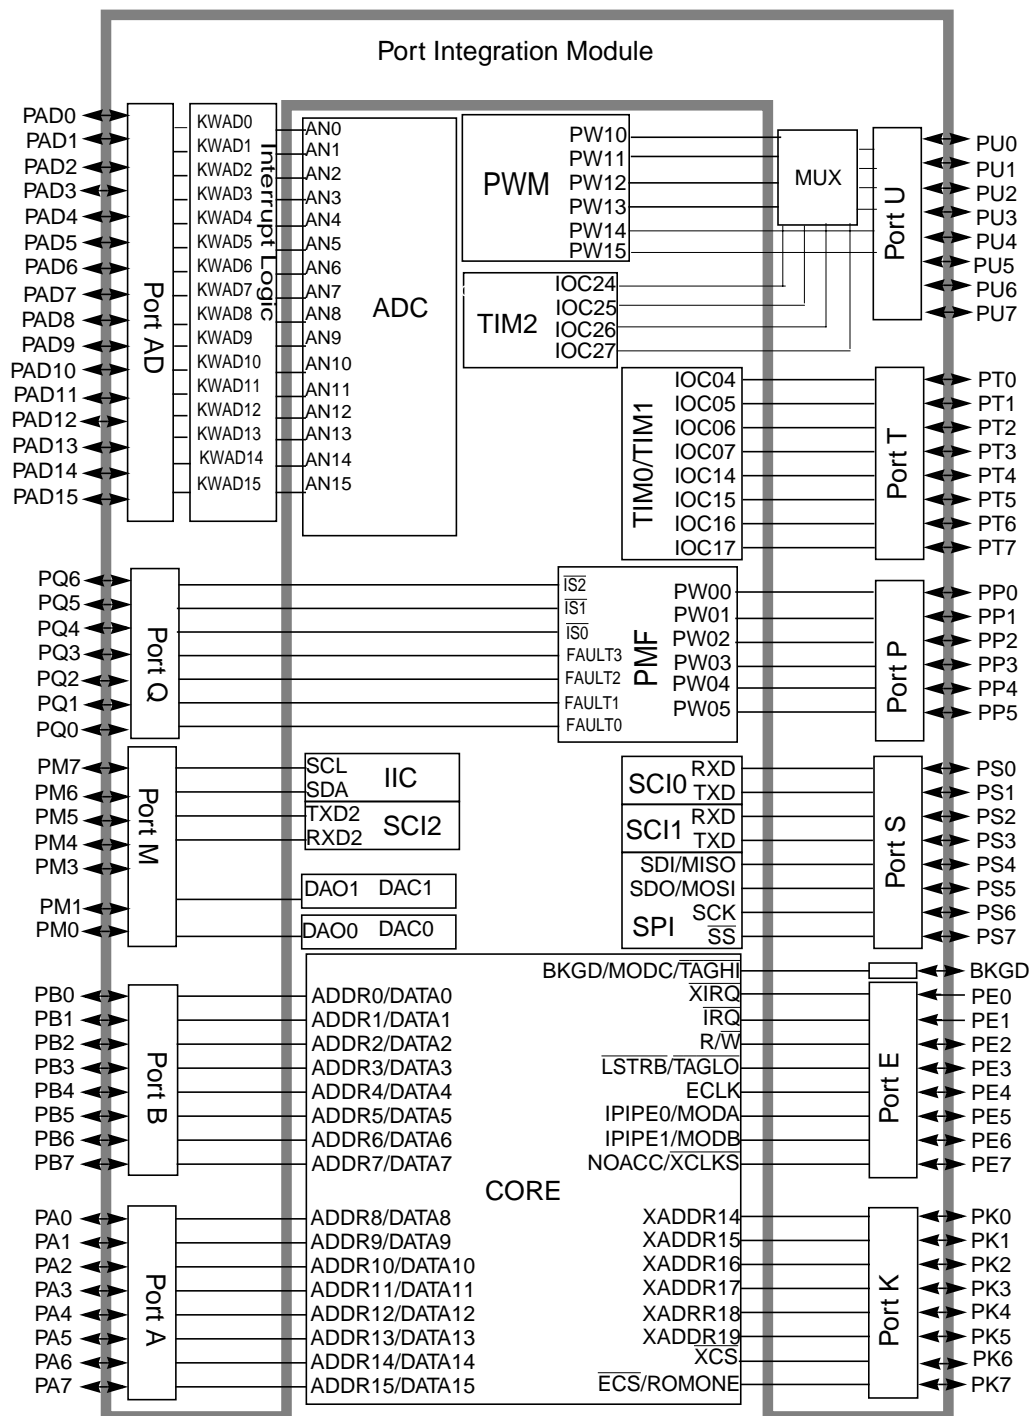 Port Integration Module
PAD0
PAD1
PAD2
PAD3
PAD4
PAD5
PAD6
PAD7
PAD8
PAD9
PAD10
PAD11
PAD12
PAD13
PAD14
PAD15
Port AD
KWAD0
KWAD1
KWAD2
KWAD3
KWAD4
KWAD5
KWAD6
KWAD7
KWAD8
KWAD9
KWAD10
KWAD11
KWAD12
KWAD13
KWAD14
KWAD15
Interrupt Logic
AN0
AN1
AN2
AN3
AN4
AN5
AN6
AN7
AN8
AN9
AN10
AN11
AN12
AN13
AN14
AN15
ADC
PWM
PW10
PW11
PW12
PW13
PW14
PW15
MUX
Port U
PU0
PU1
PU2
PU3
PU4
PU5
PU6
PU7
TIM2
IOC24
IOC25
IOC26
IOC27
TIM0/TIM1
IOC04
IOC05
IOC06
IOC07
IOC14
IOC15
IOC16
IOC17
Port T
PT0
PT1
PT2
PT3
PT4
PT5
PT6
PT7
PQ6
PQ5
PQ4
PQ3
PQ2
PQ1
PQ0
Port Q
IS2
IS1
IS0
FAULT3
FAULT2
FAULT1
FAULT0
PMF
PW00
PW01
PW02
PW03
PW04
PW05
Port P
PP0
PP1
PP2
PP3
PP4
PP5
PM7
PM6
PM5
PM4
PM3
PM1
PM0
Port M
SCL
SDA
IIC
TXD2
RXD2
SCI2
DAO1 DAC1
DAO0 DAC0
SCI0
RXD
TXD
SCI1
RXD
TXD
SDI/MISO
SDO/MOSI
SCK
SS
SPI
Port S
PS0
PS1
PS2
PS3
PS4
PS5
PS6
PS7
BKGD/MODC/TAGHI
BKGD
PB0
PB1
PB2
PB3
PB4
PB5
PB6
PB7
Port B
ADDR0/DATA0
ADDR1/DATA1
ADDR2/DATA2
ADDR3/DATA3
ADDR4/DATA4
ADDR5/DATA5
ADDR6/DATA6
ADDR7/DATA7
CORE
XIRQ
IRQ
R/W
LSTRB/TAGLO
ECLK
IPIPE0/MODA
IPIPE1/MODB
NOACC/XCLKS
Port E
PE0
PE1
PE2
PE3
PE4
PE5
PE6
PE7
PA0
PA1
PA2
PA3
PA4
PA5
PA6
PA7
Port A
ADDR8/DATA8
ADDR9/DATA9
ADDR10/DATA10
ADDR11/DATA11
ADDR12/DATA12
ADDR13/DATA13
ADDR14/DATA14
ADDR15/DATA15
XADDR14
XADDR15
XADDR16
XADDR17
XADRR18
XADDR19
XCS
ECS/ROMONE
Port K
PK0
PK1
PK2
PK3
PK4
PK5
PK6
PK7